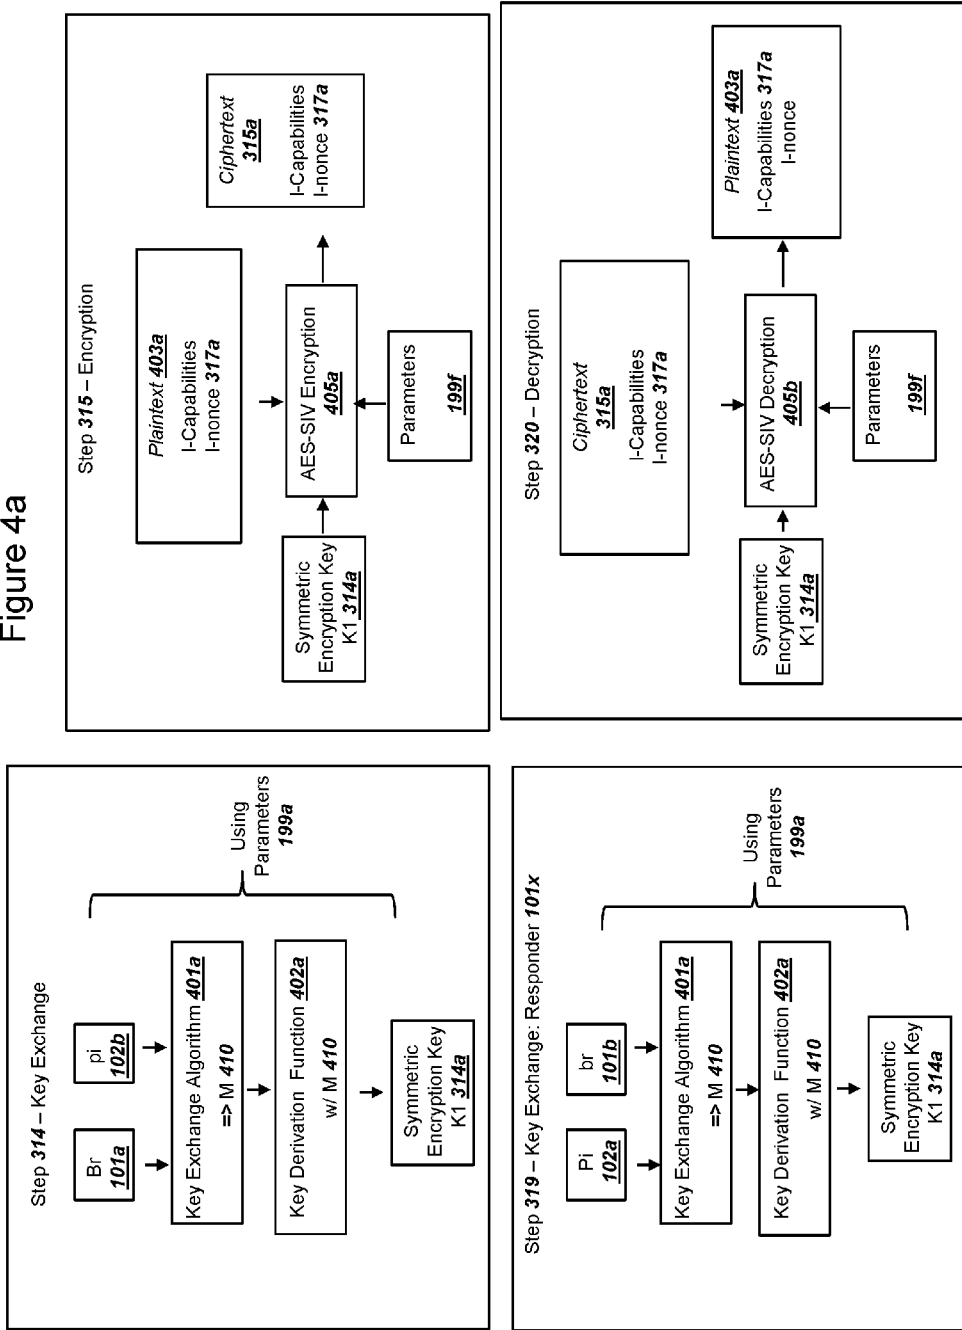 Figure 4a
Step 314 – Key Exchange
Br
101a
pi
102b
Key Exchange Algorithm 401a
=> M 410
Key Derivation Function 402a
w/ M 410
Symmetric
Encryption Key
K1 314a
Using
Parameters
199a
Step 315 – Encryption
Plaintext 403a
I-Capabilities
I-nonce 317a
Symmetric
Encryption Key
K1 314a
AES-SIV Encryption
405a
Parameters
199f
Ciphertext
315a
I-Capabilities
I-nonce 317a
Step 319 – Key Exchange: Responder 101x
Pi
102a
br
101b
Key Exchange Algorithm 401a
=> M 410
Key Derivation Function 402a
w/ M 410
Symmetric
Encryption Key
K1 314a
Using
Parameters
199a
Step 320 – Decryption
Ciphertext
315a
I-Capabilities
I-nonce 317a
Symmetric
Encryption Key
K1 314a
AES-SIV Decryption
405b
Parameters
199f
Plaintext 403a
I-Capabilities 317a
I-nonce